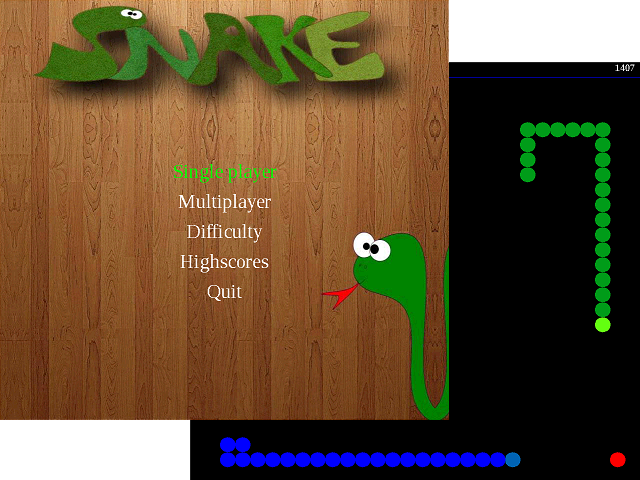 SNAKE
1407
Single player
Multiplayer
Difficulty
Highscores
Quit